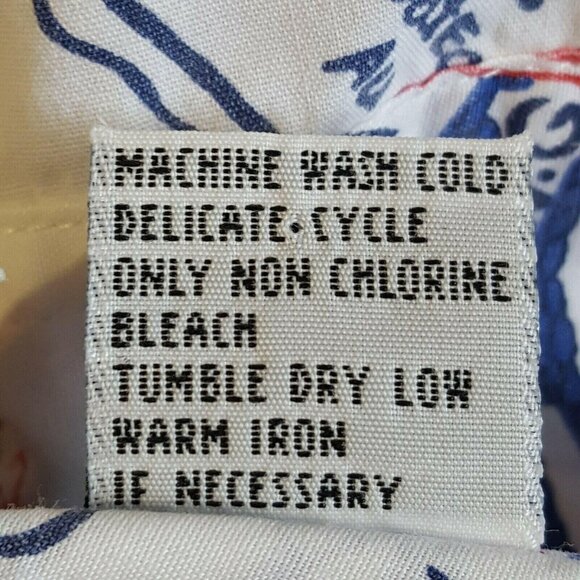 MACHINE WASH COLD
DELICATE•CYCLE
ONLY NON CHLORINE
BLEACH
TUMBLE DRY LOW
WARM IRON
IF NECESSARY